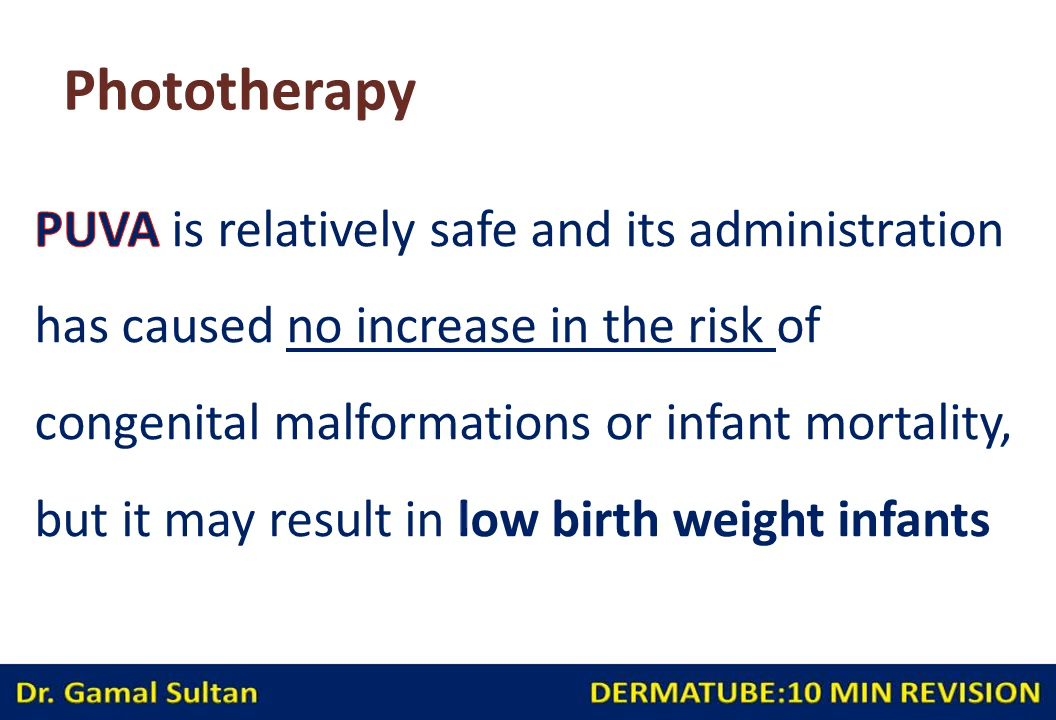 Phototherapy
PUVA is relatively safe and its administration
has caused no increase in the risk of
congenital malformations or infant mortality,
but it may result in low birth weight infants
Dr. Gamal Sultan
DERMATUBE:10 MIN REVISION